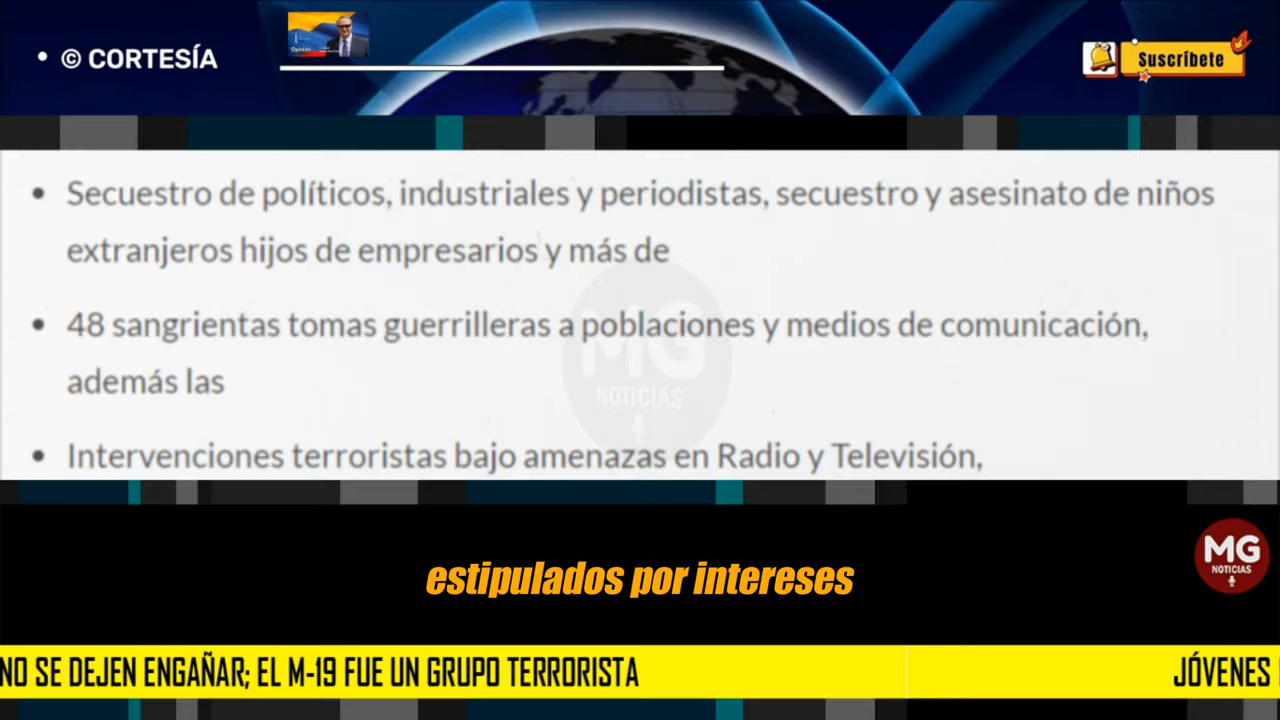 • © CORTESÍA
Opinión
Suscríbete
• Secuestro de políticos, industriales y periodistas, secuestro y asesinato de niños
extranjeros hijos de empresarios y más de
• 48 sangrientas tomas guerrilleras a poblaciones y medios de comunicación,
además las
• Intervenciones terroristas bajo amenazas en Radio y Televisión,
MG
NOTICIAS
estipulados por intereses
MG
NOTICIAS
NO SE DEJEN ENGAÑAR; EL M-19 FUE UN GRUPO TERRORISTA
JÓVENES